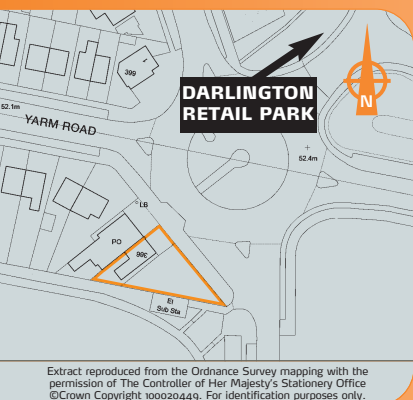 399
52.1m
YARM ROAD
DARLINGTON
RETAIL PARK
N
52.4m
LB
PO
399
El
Sub Sta
Extract reproduced from the Ordnance Survey mapping with the
permission of The Controller of Her Majesty's Stationery Office
©Crown Copyright 100020449. For identification purposes only.